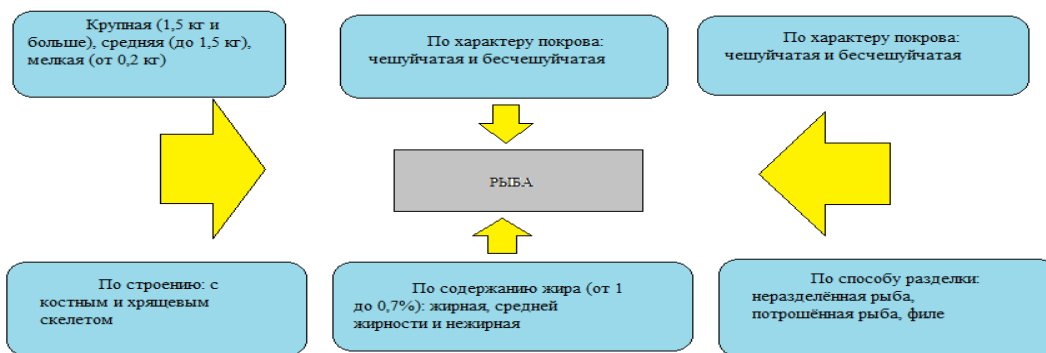 Крупная (1,5 кг и
больше), средняя (до 1,5 кг),
мелкая (от 0,2 кг)
По характеру покрова:
чешуйчатая и бесчешуйчатая
По характеру покрова:
чешуйчатая и бесчешуйчатая
РЫБА
По строению: с
костным и хрящевым
скелетом
По содержанию жира (от 1
до 0,7%): жирная, средней
жирности и нежирная
По способу разделки:
неразделённая рыба,
потрошённая рыба, филе